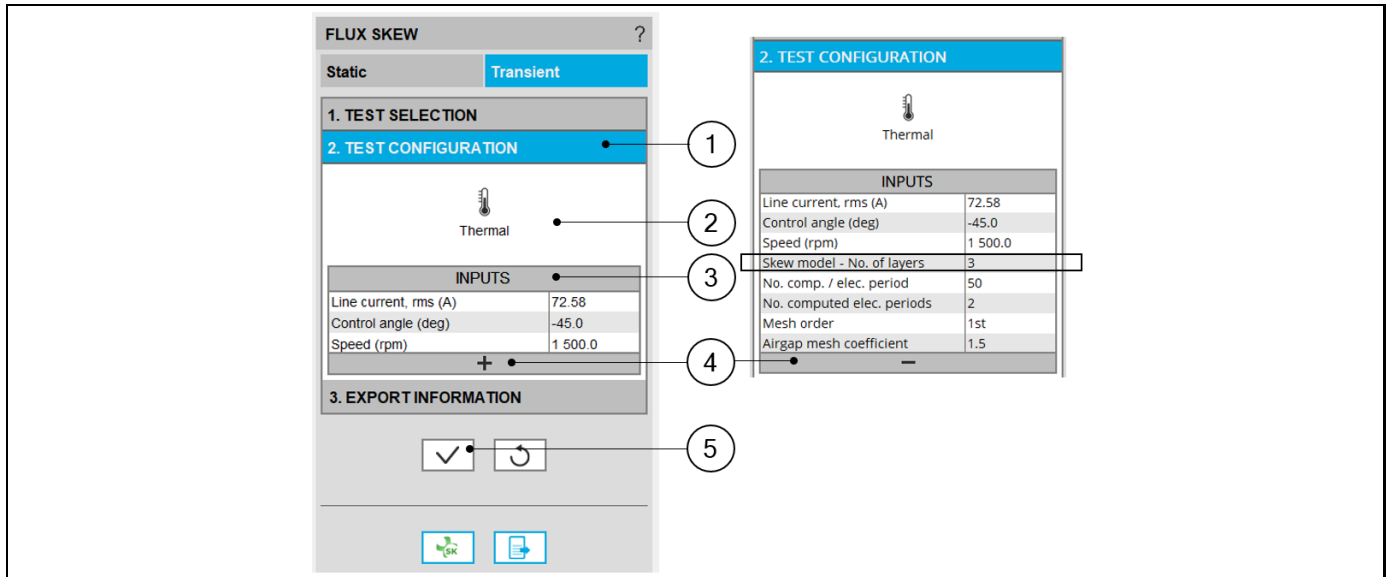 FLUX SKEW ?
Static Transient
1. TEST SELECTION
2. TEST CONFIGURATION
Thermal
INPUTS
Line current, rms (A) 72.58
Control angle (deg) -45.0
Speed (rpm) 1 500.0
+
3. EXPORT INFORMATION
SK
1
2
3
4
5
2. TEST CONFIGURATION
Thermal
INPUTS
Line current, rms (A) 72.58
Control angle (deg) -45.0
Speed (rpm) 1 500.0
Skew model - No. of layers 3
No. comp. / elec. period 50
No. computed elec. periods 2
Mesh order 1st
Airgap mesh coefficient 1.5
−